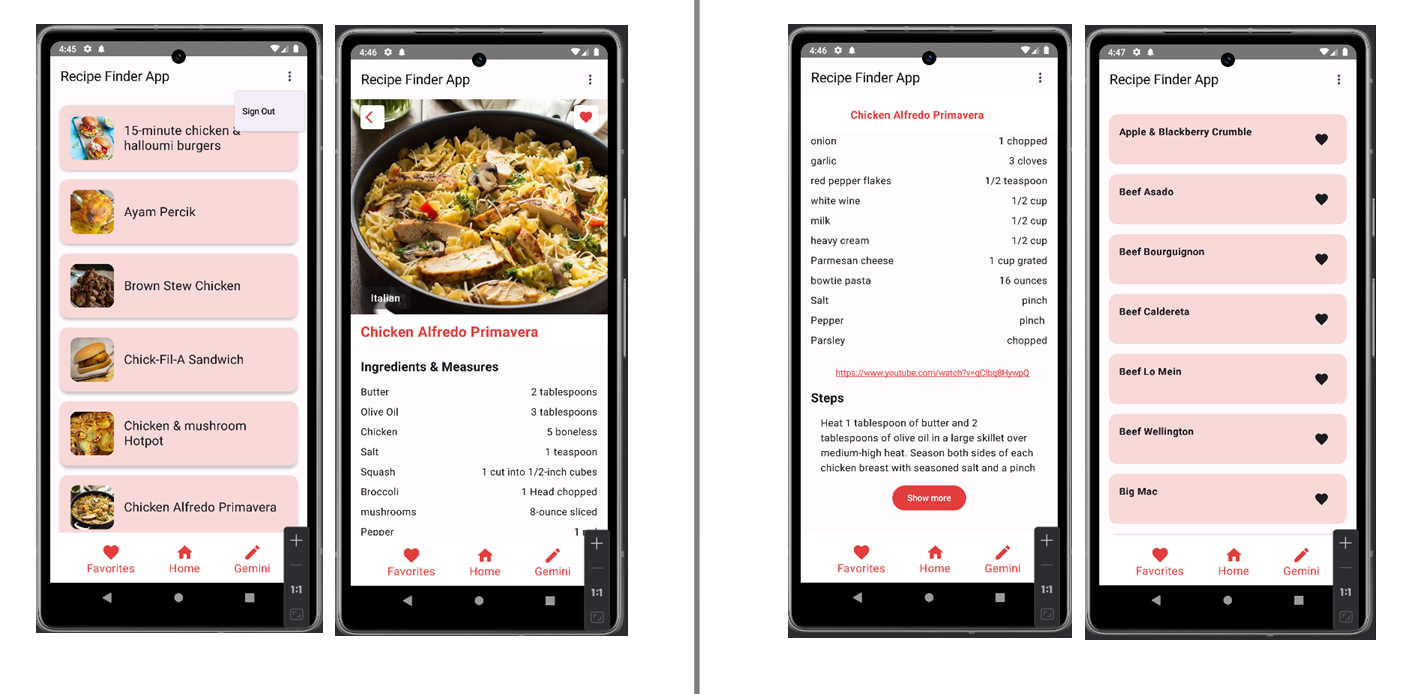 4:45
Recipe Finder App
Sign Out
15-minute chicken &
halloumi burgers
Ayam Percik
Brown Stew Chicken
Chick-Fil-A Sandwich
Chicken & mushroom
Hotpot
Chicken Alfredo Primavera
Favorites Home Gemini
1:1
4:46
Recipe Finder App
Italian
Chicken Alfredo Primavera
Ingredients & Measures
Butter 2 tablespoons
Olive Oil 3 tablespoons
Chicken 5 boneless
Salt 1 teaspoon
Squash 1 cut into 1/2-inch cubes
Broccoli 1 Head chopped
mushrooms 8-ounce sliced
Pepper 1
Favorites Home Gemini
1:1
4:46
Recipe Finder App
Chicken Alfredo Primavera
onion 1 chopped
garlic 3 cloves
red pepper flakes 1/2 teaspoon
white wine 1/2 cup
milk 1/2 cup
heavy cream 1/2 cup
Parmesan cheese 1 cup grated
bowtie pasta 16 ounces
Salt pinch
Pepper pinch
Parsley chopped
https://www.youtube.com/watch?v=qCIbq8HywpQ
Steps
Heat 1 tablespoon of butter and 2
tablespoons of olive oil in a large skillet over
medium-high heat. Season both sides of each
chicken breast with seasoned salt and a pinch
Show more
Favorites Home Gemini
1:1
4:47
Recipe Finder App
Apple & Blackberry Crumble
Beef Asado
Beef Bourguignon
Beef Caldereta
Beef Lo Mein
Beef Wellington
Big Mac
Favorites Home Gemini
1:1